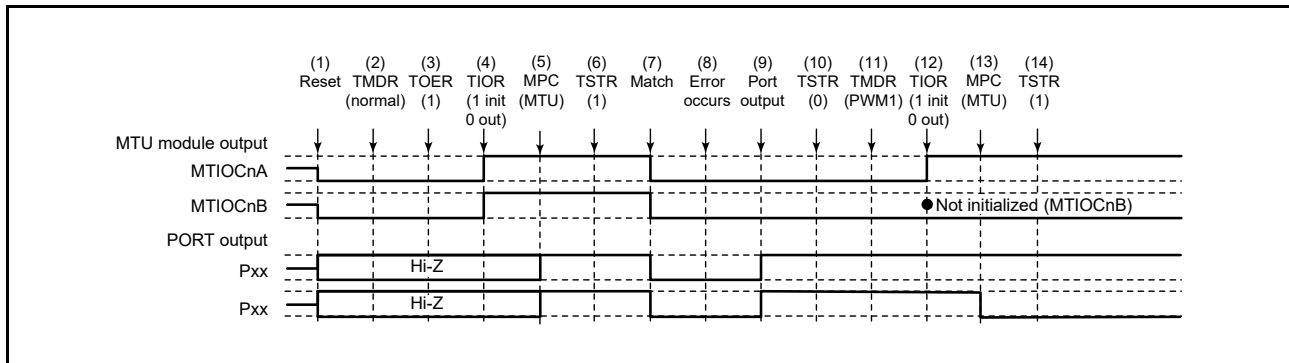 (1) (2) (3) (4) (5) (6) (7) (8) (9) (10) (11) (12) (13) (14)
Reset TMDR TOER TIOR MPC TSTR Match Error Port TSTR TMDR TIOR MPC TSTR
(normal) (1) (1 init (MTU) (1) occurs output (0) (PWM1) (1 init (MTU) (1)
0 out) 0 out)
MTU module output
MTIOCnA
MTIOCnB
Not initialized (MTIOCnB)
PORT output
Pxx
Hi-Z
Pxx
Hi-Z